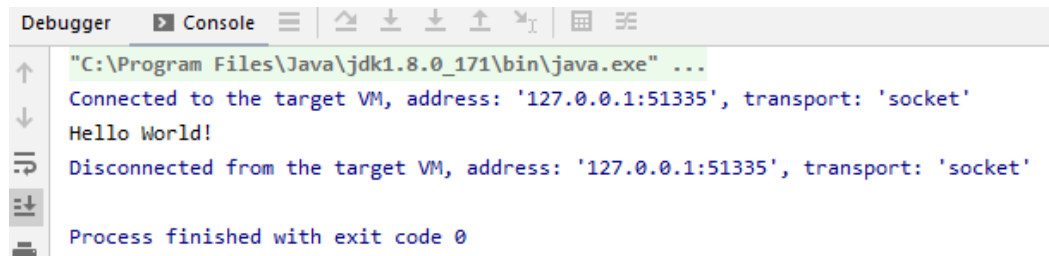 Debugger Console
"C:\Program Files\Java\jdk1.8.0_171\bin\java.exe" ...
Connected to the target VM, address: '127.0.0.1:51335', transport: 'socket'
Hello World!
Disconnected from the target VM, address: '127.0.0.1:51335', transport: 'socket'
Process finished with exit code 0